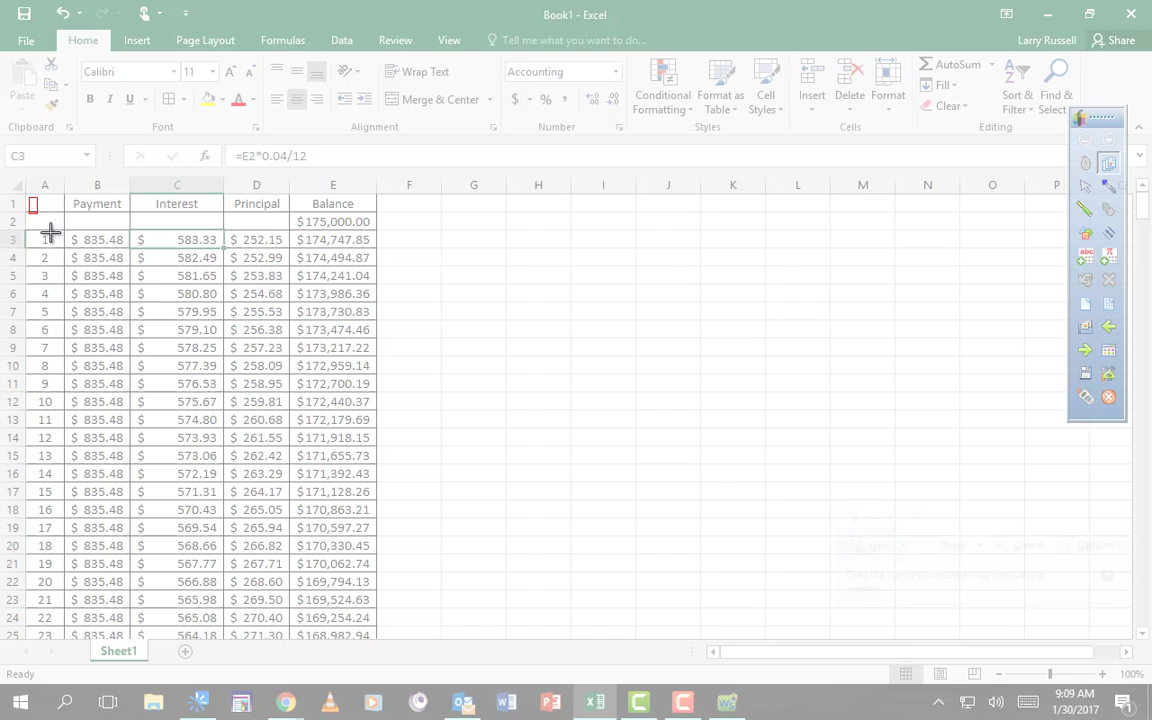 Book1 - Excel
File Home Insert Page Layout Formulas Data Review View Tell me what you want to do... Larry Russell Share
Paste Calibri 11 A A Wrap Text Accounting Conditional Formatting Format as Table Cell Styles Insert Delete Format AutoSum Sort & Filter Find & Select
B I U A Merge & Center $ % , Fill
Clear
Clipboard Font Alignment Number Styles Cells Editing
C3 fx =E2*0.04/12
A B C D E F G H I J K L M N O P
1 Payment Interest Principal Balance
2 $175,000.00
3 1 $ 835.48 $ 583.33 $ 252.15 $174,747.85
4 2 $ 835.48 $ 582.49 $ 252.99 $174,494.87
5 3 $ 835.48 $ 581.65 $ 253.83 $174,241.04
6 4 $ 835.48 $ 580.80 $ 254.68 $173,986.36
7 5 $ 835.48 $ 579.95 $ 255.53 $173,730.83
8 6 $ 835.48 $ 579.10 $ 256.38 $173,474.46
9 7 $ 835.48 $ 578.25 $ 257.23 $173,217.22
10 8 $ 835.48 $ 577.39 $ 258.09 $172,959.14
11 9 $ 835.48 $ 576.53 $ 258.95 $172,700.19
12 10 $ 835.48 $ 575.67 $ 259.81 $172,440.37
13 11 $ 835.48 $ 574.80 $ 260.68 $172,179.69
14 12 $ 835.48 $ 573.93 $ 261.55 $171,918.15
15 13 $ 835.48 $ 573.06 $ 262.42 $171,655.73
16 14 $ 835.48 $ 572.19 $ 263.29 $171,392.43
17 15 $ 835.48 $ 571.31 $ 264.17 $171,128.26
18 16 $ 835.48 $ 570.43 $ 265.05 $170,863.21
19 17 $ 835.48 $ 569.54 $ 265.94 $170,597.27
20 18 $ 835.48 $ 568.66 $ 266.82 $170,330.45
21 19 $ 835.48 $ 567.77 $ 267.71 $170,062.74
22 20 $ 835.48 $ 566.88 $ 268.60 $169,794.13
23 21 $ 835.48 $ 565.98 $ 269.50 $169,524.63
24 22 $ 835.48 $ 565.08 $ 270.40 $169,254.24
25 23 $ 835.48 $ 564.18 $ 271.30 $168,982.94
Sheet1
Ready 100%
9:09 AM
1/30/2017